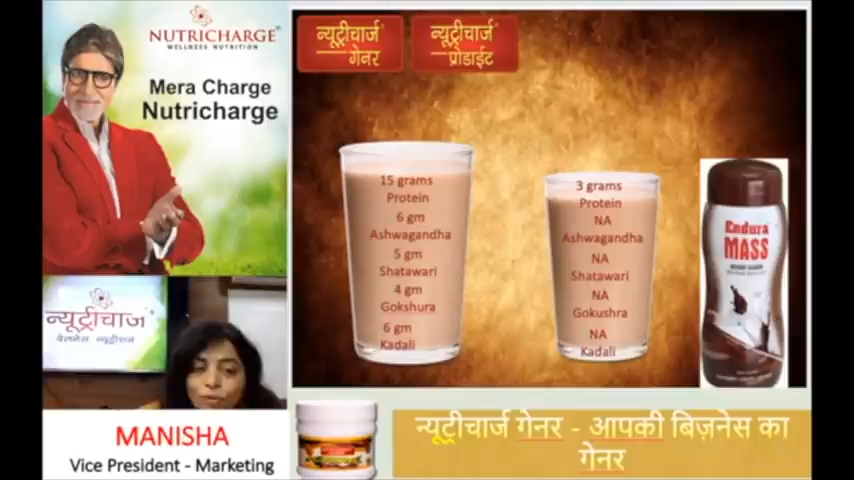 NUTRICHARGE®
WELLNESS NUTRITION
Mera Charge
Nutricharge
न्यूट्रीचार्ज
वेलनेस न्यूट्रीशन
MANISHA
Vice President - Marketing
न्यूट्रीचार्ज
गेनर
न्यूट्रीचार्ज
प्रोडाईट
15 grams
Protein
6 gm
Ashwagandha
5 gm
Shatawari
4 gm
Gokshura
6 gm
Kadali
3 grams
Protein
NA
Ashwagandha
NA
Shatawari
NA
Gokushra
NA
Kadali
Endura
MASS
न्यूट्रीचार्ज गेनर - आपकी बिज़नेस का
गेनर